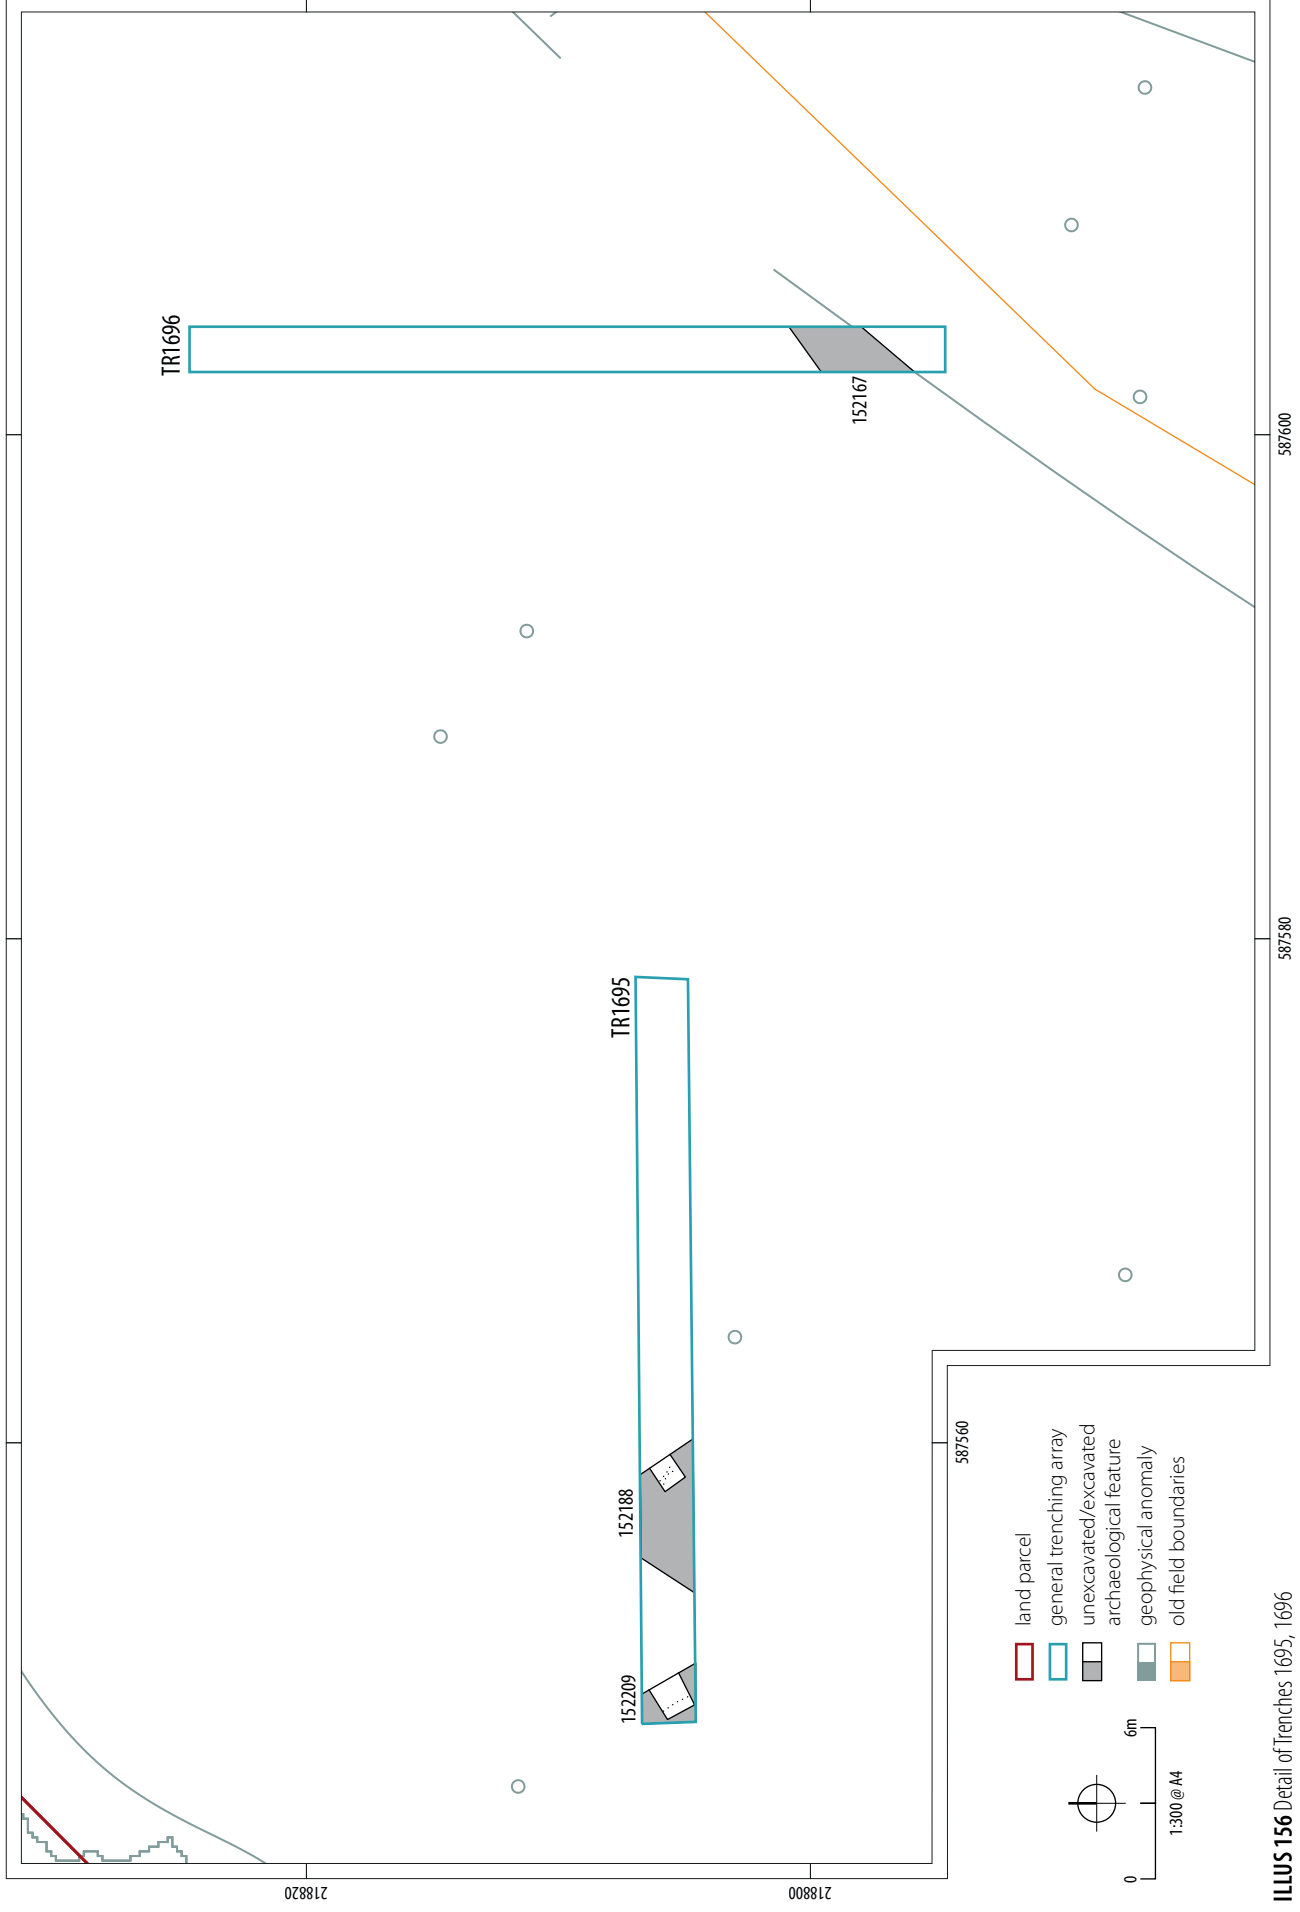 TR1696
152167
TR1695
152188
152209
218820
218800
587560
587580
587600
land parcel
general trenching array
unexcavated/excavated
archaeological feature
geophysical anomaly
old field boundaries
0
6m
1:300 @ A4
ILLUS 156 Detail of Trenches 1695, 1696